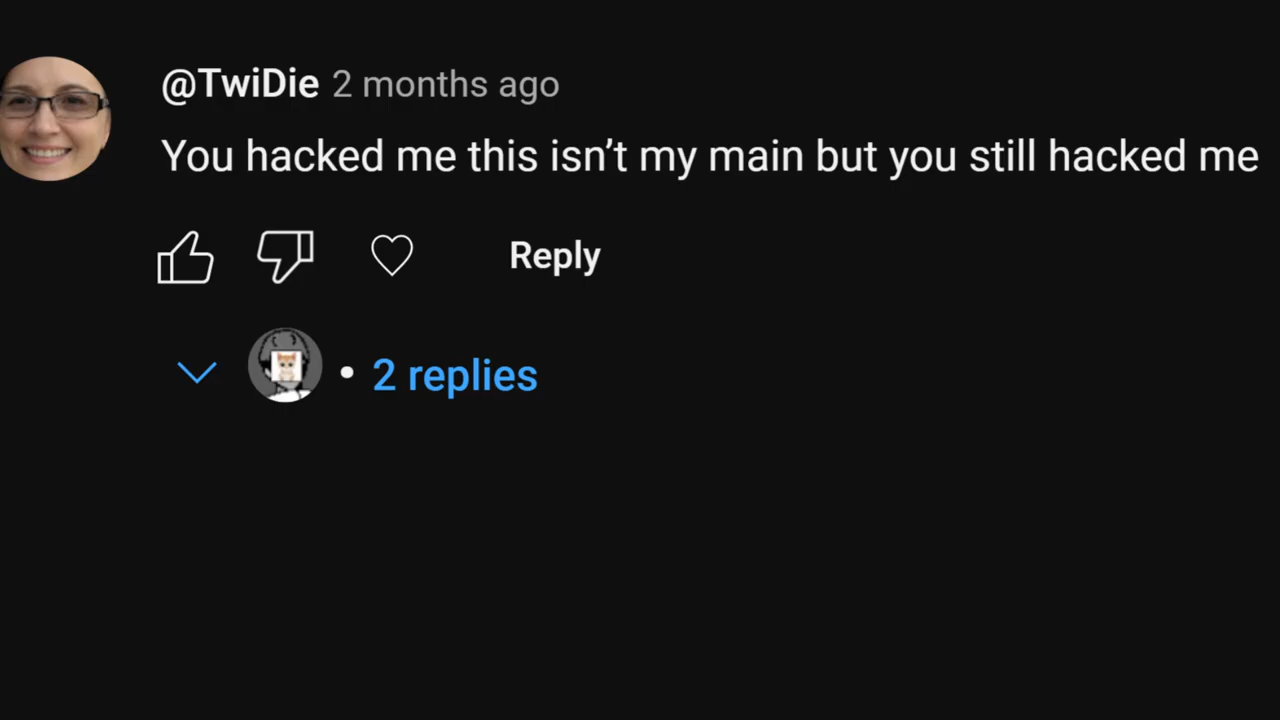 @TwiDie 2 months ago
You hacked me this isn’t my main but you still hacked me
Reply
• 2 replies